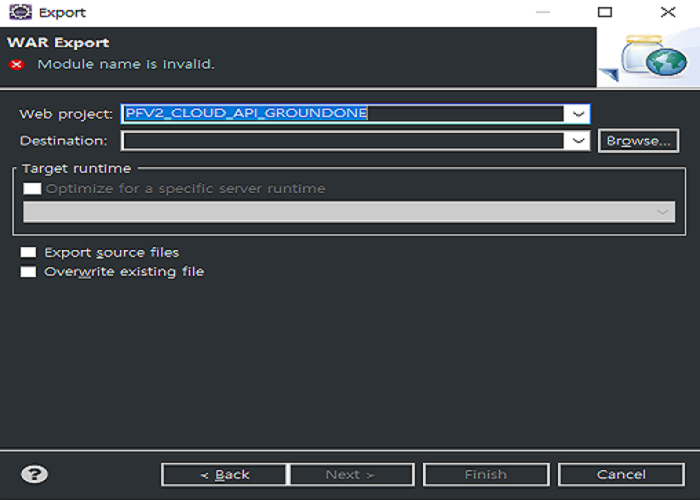 Export
WAR Export
Module name is invalid.
Web project: PFV2_CLOUD_API_GROUNDONE
Destination: Browse...
Target runtime
Optimize for a specific server runtime
Export source files
Overwrite existing file
? < Back Next > Finish Cancel